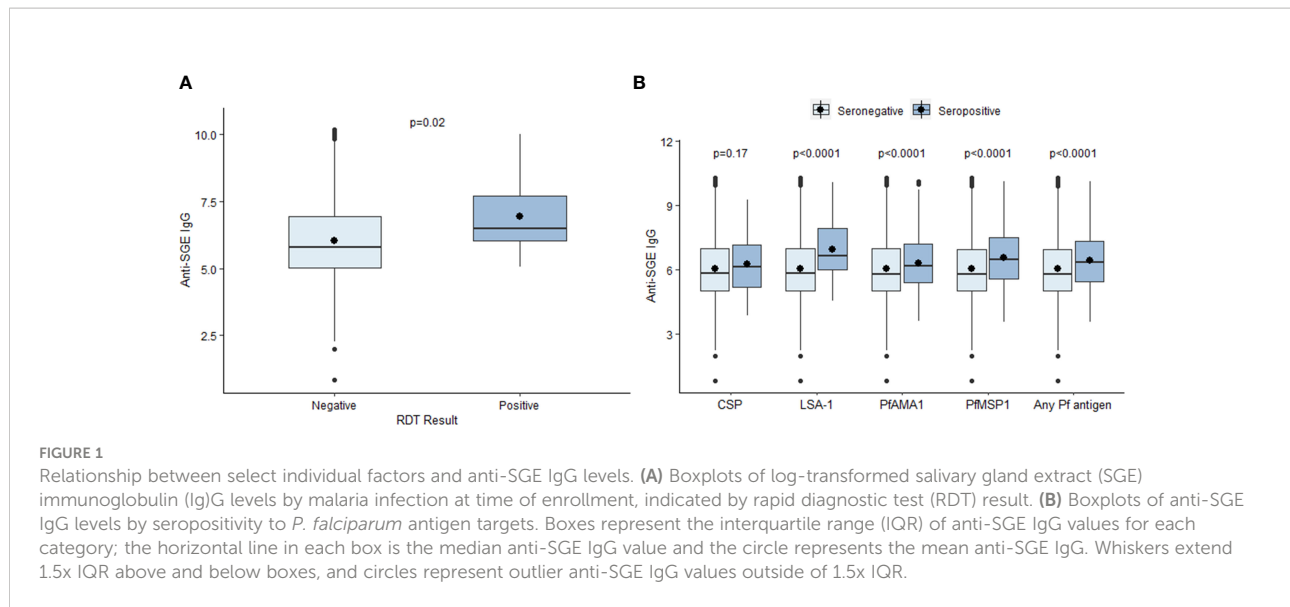 A
p=0.02
10.0
7.5
5.0
2.5
Anti-SGE IgG
Negative
Positive
RDT Result
B
Seronegative
Seropositive
12
9
6
3
Anti-SGE IgG
p=0.17
p<0.0001
p<0.0001
p<0.0001
p<0.0001
CSP
LSA-1
PfAMA1
PfMSP1
Any Pf antigen
FIGURE 1
Relationship between select individual factors and anti-SGE IgG levels. (A) Boxplots of log-transformed salivary gland extract (SGE)
immunoglobulin (Ig)G levels by malaria infection at time of enrollment, indicated by rapid diagnostic test (RDT) result. (B) Boxplots of anti-SGE
IgG levels by seropositivity to P. falciparum antigen targets. Boxes represent the interquartile range (IQR) of anti-SGE IgG values for each
category; the horizontal line in each box is the median anti-SGE IgG value and the circle represents the mean anti-SGE IgG. Whiskers extend
1.5x IQR above and below boxes, and circles represent outlier anti-SGE IgG values outside of 1.5x IQR.